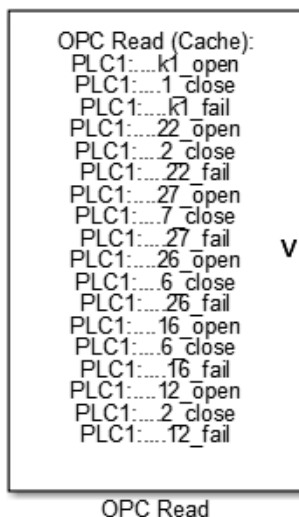 OPC Read (Cache):
PLC1:....k1_open
PLC1:....1_close
PLC1:....k1_fail
PLC1:....22_open
PLC1:....2_close
PLC1:....22_fail
PLC1:....27_open
PLC1:....7_close
PLC1:....27_fail
PLC1:....26_open
PLC1:....6_close
PLC1:....26_fail
PLC1:....16_open
PLC1:....6_close
PLC1:....16_fail
PLC1:....12_open
PLC1:....2_close
PLC1:....12_fail
V
OPC Read